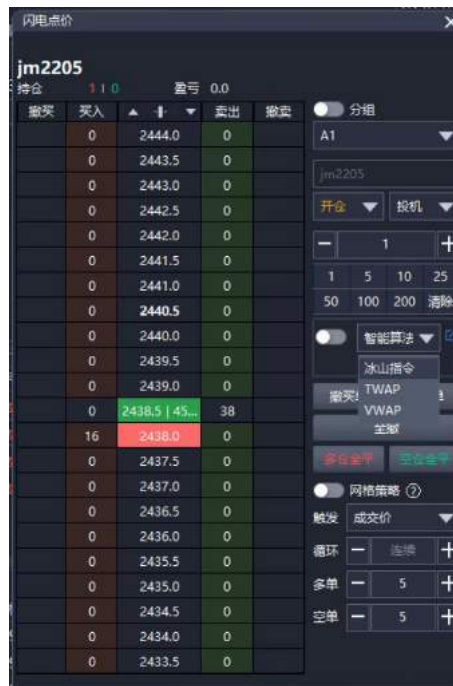 闪电点价
jm2205
持仓 1 | 0 盈亏 0.0
撤买 买入 卖出 撤卖
0 2444.0 0
0 2443.5 0
0 2443.0 0
0 2442.5 0
0 2442.0 0
0 2441.5 0
0 2441.0 0
0 2440.5 0
0 2440.0 0
0 2439.5 0
0 2439.0 0
0 2438.5 | 45... 38
16 2438.0 0
0 2437.5 0
0 2437.0 0
0 2436.5 0
0 2436.0 0
0 2435.5 0
0 2435.0 0
0 2434.5 0
0 2434.0 0
0 2433.5 0
分组
A1
jm2205
开仓 投机
1
1 5 10 25
50 100 200 清除
智能算法
冰山指令
TWAP
VWAP
撤买
全撤
多仓全平 空仓全平
网格策略
触发 成交价
循环 连续
多单 5
空单 5